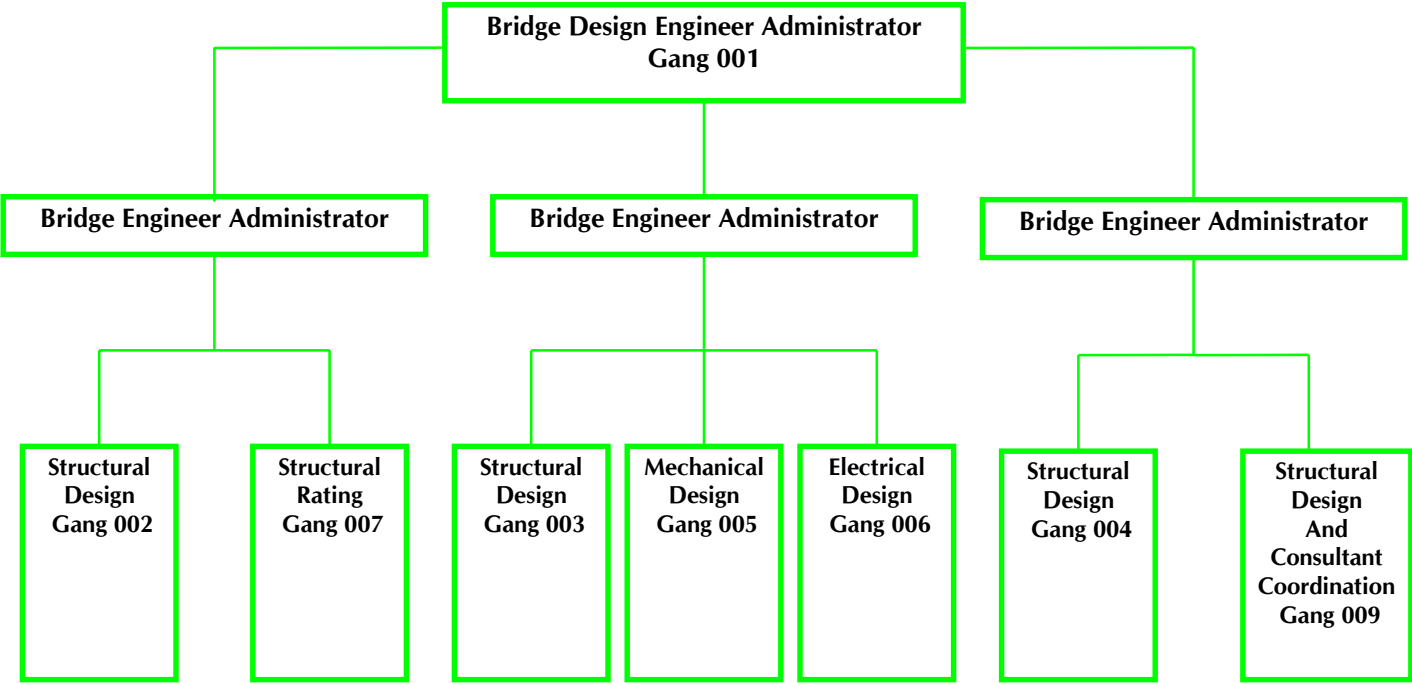 Bridge Design Engineer Administrator
Gang 001
Bridge Engineer Administrator
Bridge Engineer Administrator
Bridge Engineer Administrator
Structural
Design
Gang 002
Structural
Rating
Gang 007
Structural
Design
Gang 003
Mechanical
Design
Gang 005
Electrical
Design
Gang 006
Structural
Design
Gang 004
Structural
Design
And
Consultant
Coordination
Gang 009